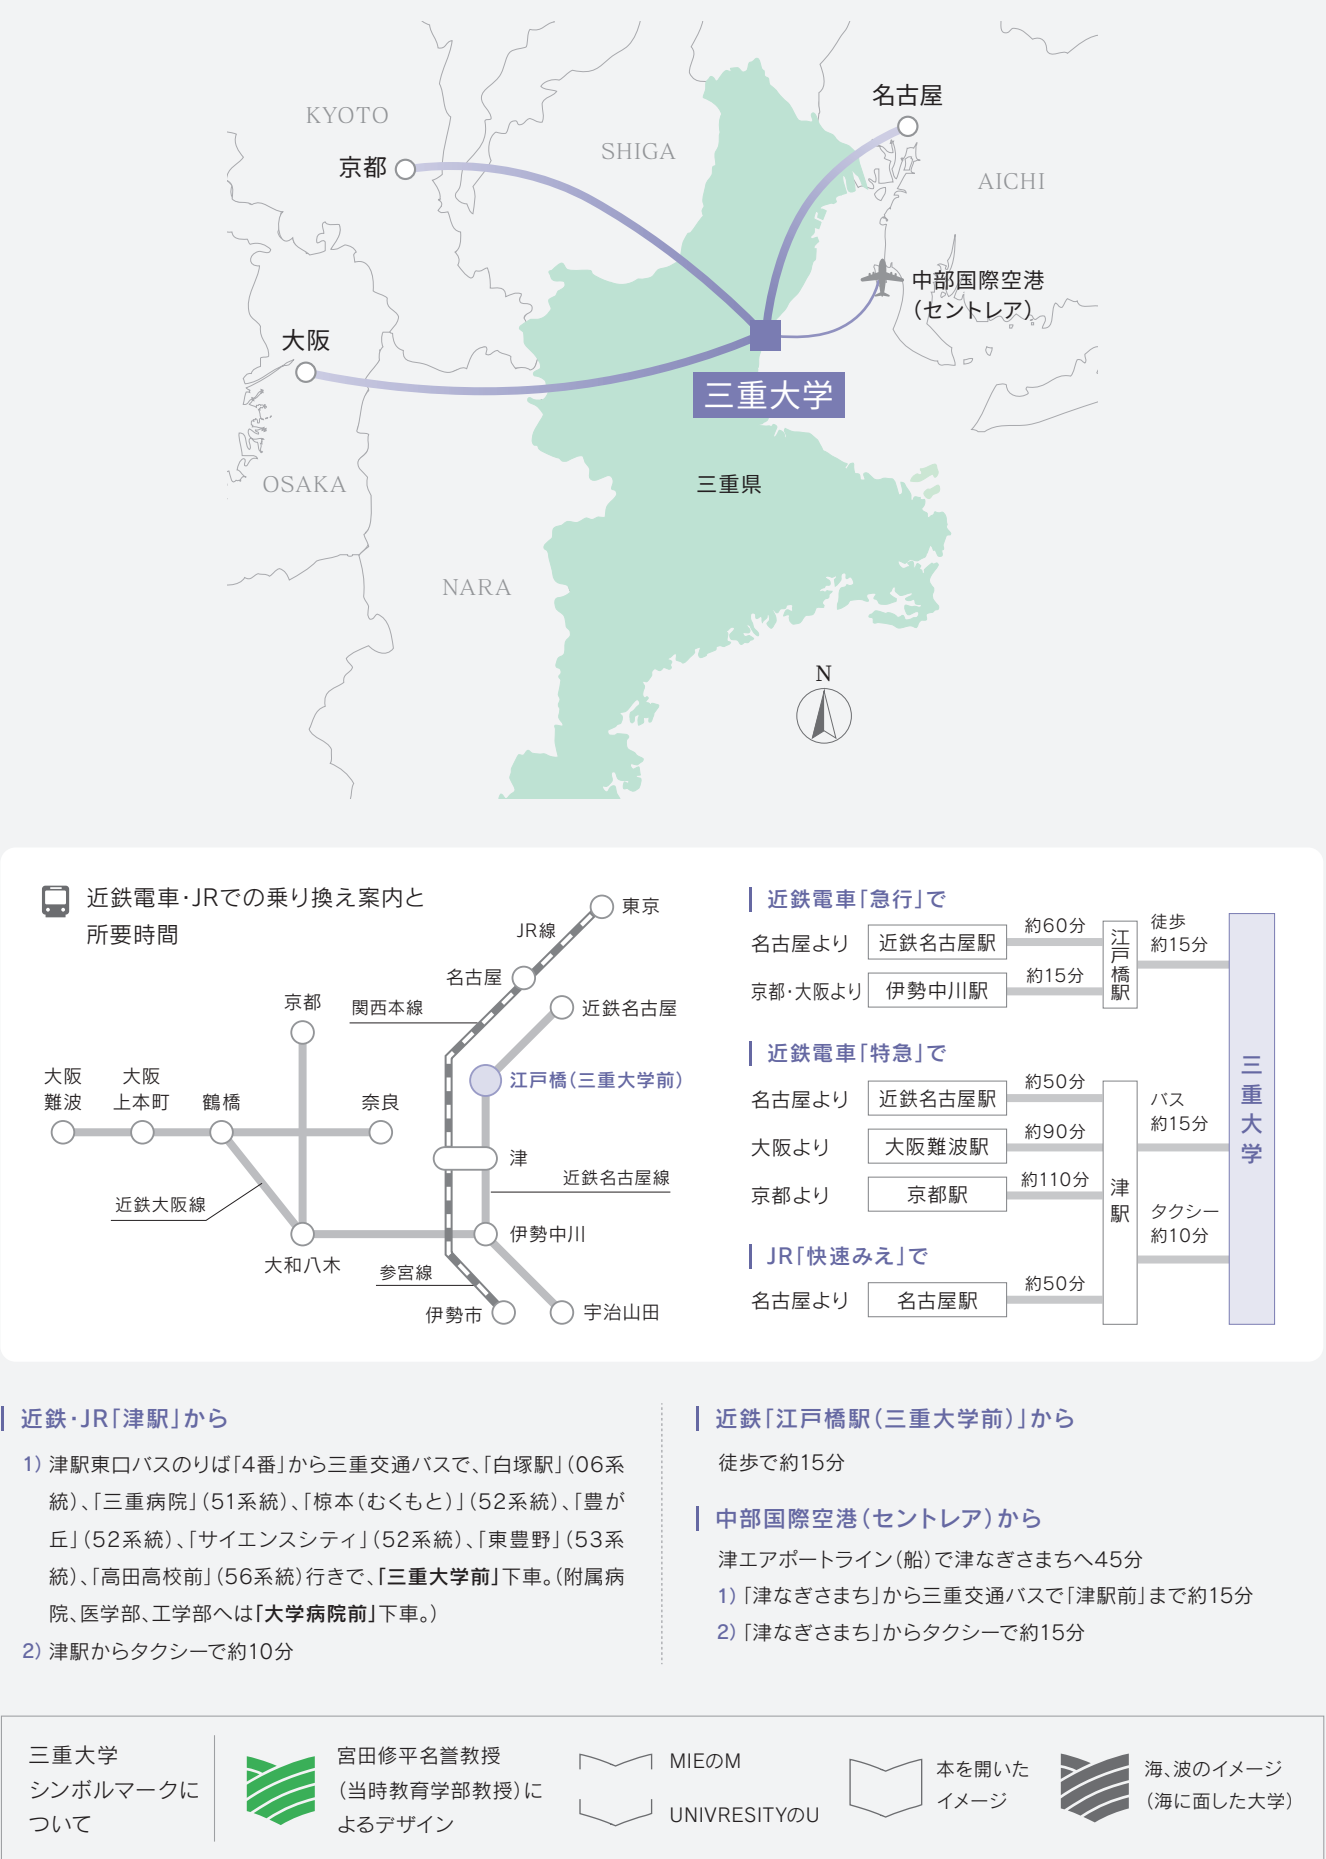 名古屋
KYOTO
SHIGA
京都
AICHI
中部国際空港
（セントレア）
大阪
三重大学
OSAKA
三重県
NARA
N
近鉄電車・JRでの乗り換え案内と
所要時間
東京
JR線
名古屋
京都
関西本線
近鉄名古屋
大阪
難波
大阪
上本町
鶴橋
奈良
江戸橋（三重大学前）
津
近鉄名古屋線
近鉄大阪線
伊勢中川
大和八木
参宮線
伊勢市
宇治山田
近鉄電車「急行」で
名古屋より
近鉄名古屋駅
約60分
京都・大阪より
伊勢中川駅
約15分
江戸橋駅
徒歩
約15分
近鉄電車「特急」で
名古屋より
近鉄名古屋駅
約50分
大阪より
大阪難波駅
約90分
京都より
京都駅
約110分
JR「快速みえ」で
名古屋より
名古屋駅
約50分
津駅
バス
約15分
タクシー
約10分
三重大学
近鉄・JR「津駅」から
1) 津駅東口バスのりば「4番」から三重交通バスで、「白塚駅」（06系
統）、「三重病院」（51系統）、「椋本（むくもと）」（52系統）、「豊が
丘」（52系統）、「サイエンスシティ」（52系統）、「東豊野」（53系
統）、「高田高校前」（56系統）行きで、「三重大学前」下車。（附属病
院、医学部、工学部へは「大学病院前」下車。）
2) 津駅からタクシーで約10分
近鉄「江戸橋駅（三重大学前）」から
徒歩で約15分
中部国際空港（セントレア）から
津エアポートライン（船）で津なぎさまちへ45分
1) 「津なぎさまち」から三重交通バスで「津駅前」まで約15分
2) 「津なぎさまち」からタクシーで約15分
三重大学
シンボルマークに
ついて
宮田修平名誉教授
（当時教育学部教授）に
よるデザイン
MIEのM
UNIVRESITYのU
本を開いた
イメージ
海、波のイメージ
（海に面した大学）